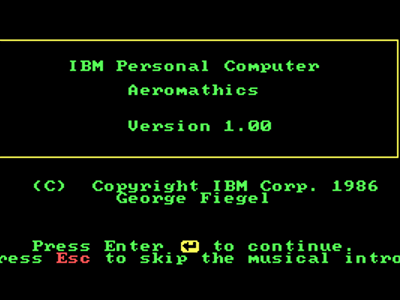 IBM Personal Computer
Aeromathics
Version 1.00
(C) Copyright IBM Corp. 1986
George Fiegel
Press Enter ↵ to continue.
ress Esc to skip the musical intro